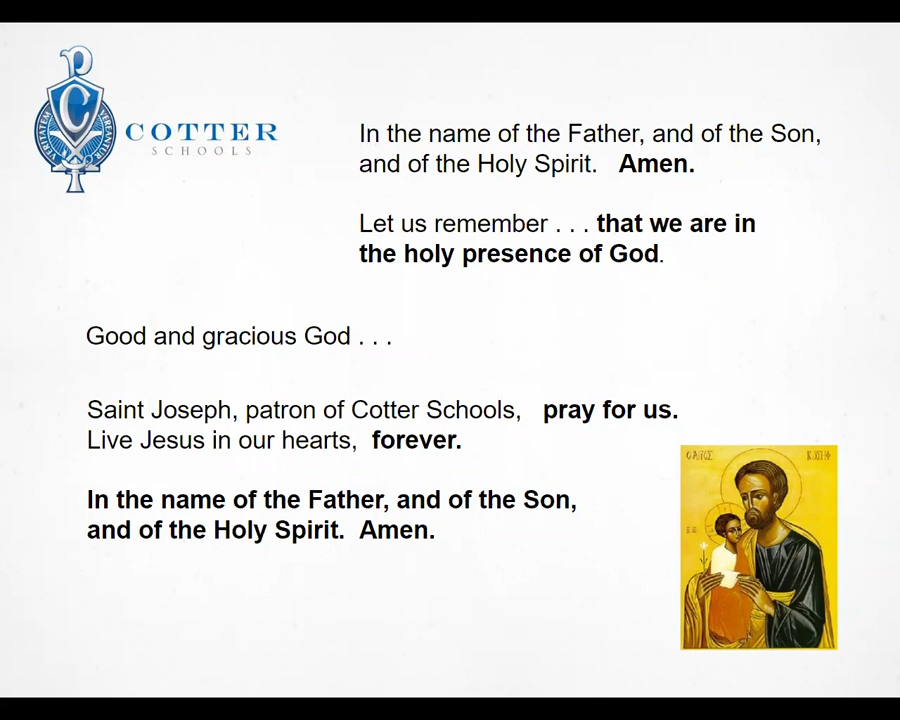 VERITATEM VEREANTUR
COTTER
SCHOOLS
In the name of the Father, and of the Son,
and of the Holy Spirit.   Amen.
Let us remember . . . that we are in
the holy presence of God.
Good and gracious God . . .
Saint Joseph, patron of Cotter Schools,   pray for us.
Live Jesus in our hearts,  forever.
In the name of the Father, and of the Son,
and of the Holy Spirit.  Amen.